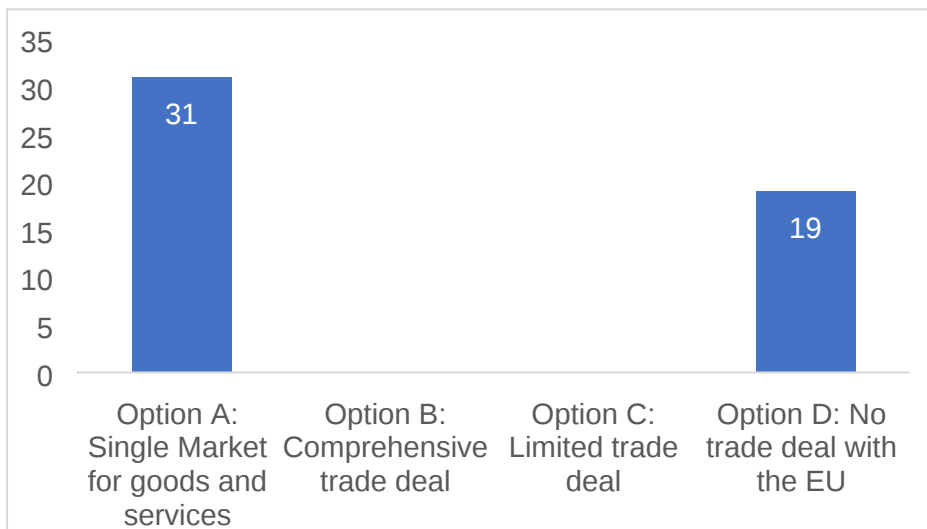 35
30
25
20
15
10
5
0
31
19
Option A:
Single Market
for goods and
services
Option B:
Comprehensive
trade deal
Option C:
Limited trade
deal
Option D: No
trade deal with
the EU